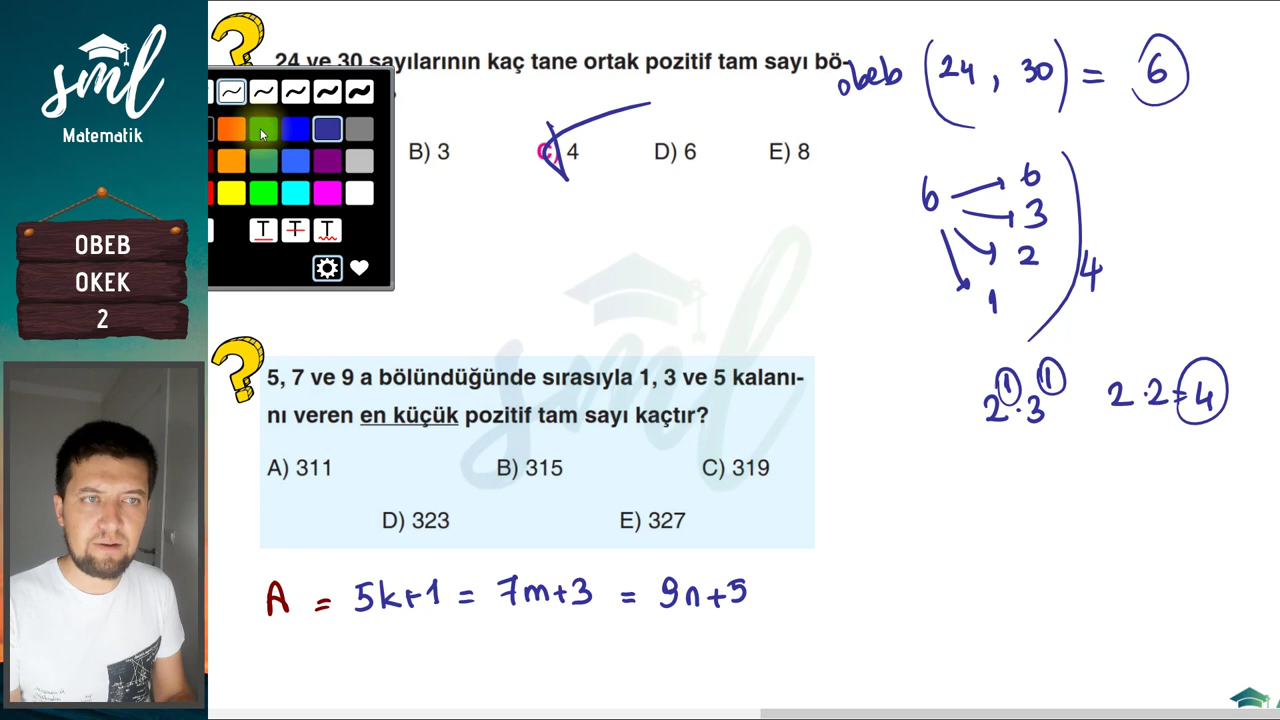 sml
Matematik
OBEB
OKEK
2
24 ve 30 sayılarının kaç tane ortak pozitif tam sayı bö-
B) 3
C) 4
D) 6
E) 8
obeb (24, 30) = 6
6
6
3
2
1
4
2¹·3¹ 2·2=4
5, 7 ve 9 a bölündüğünde sırasıyla 1, 3 ve 5 kalanı-
nı veren en küçük pozitif tam sayı kaçtır?
A) 311
B) 315
C) 319
D) 323
E) 327
A = 5k+1 = 7m+3 = 9n+5